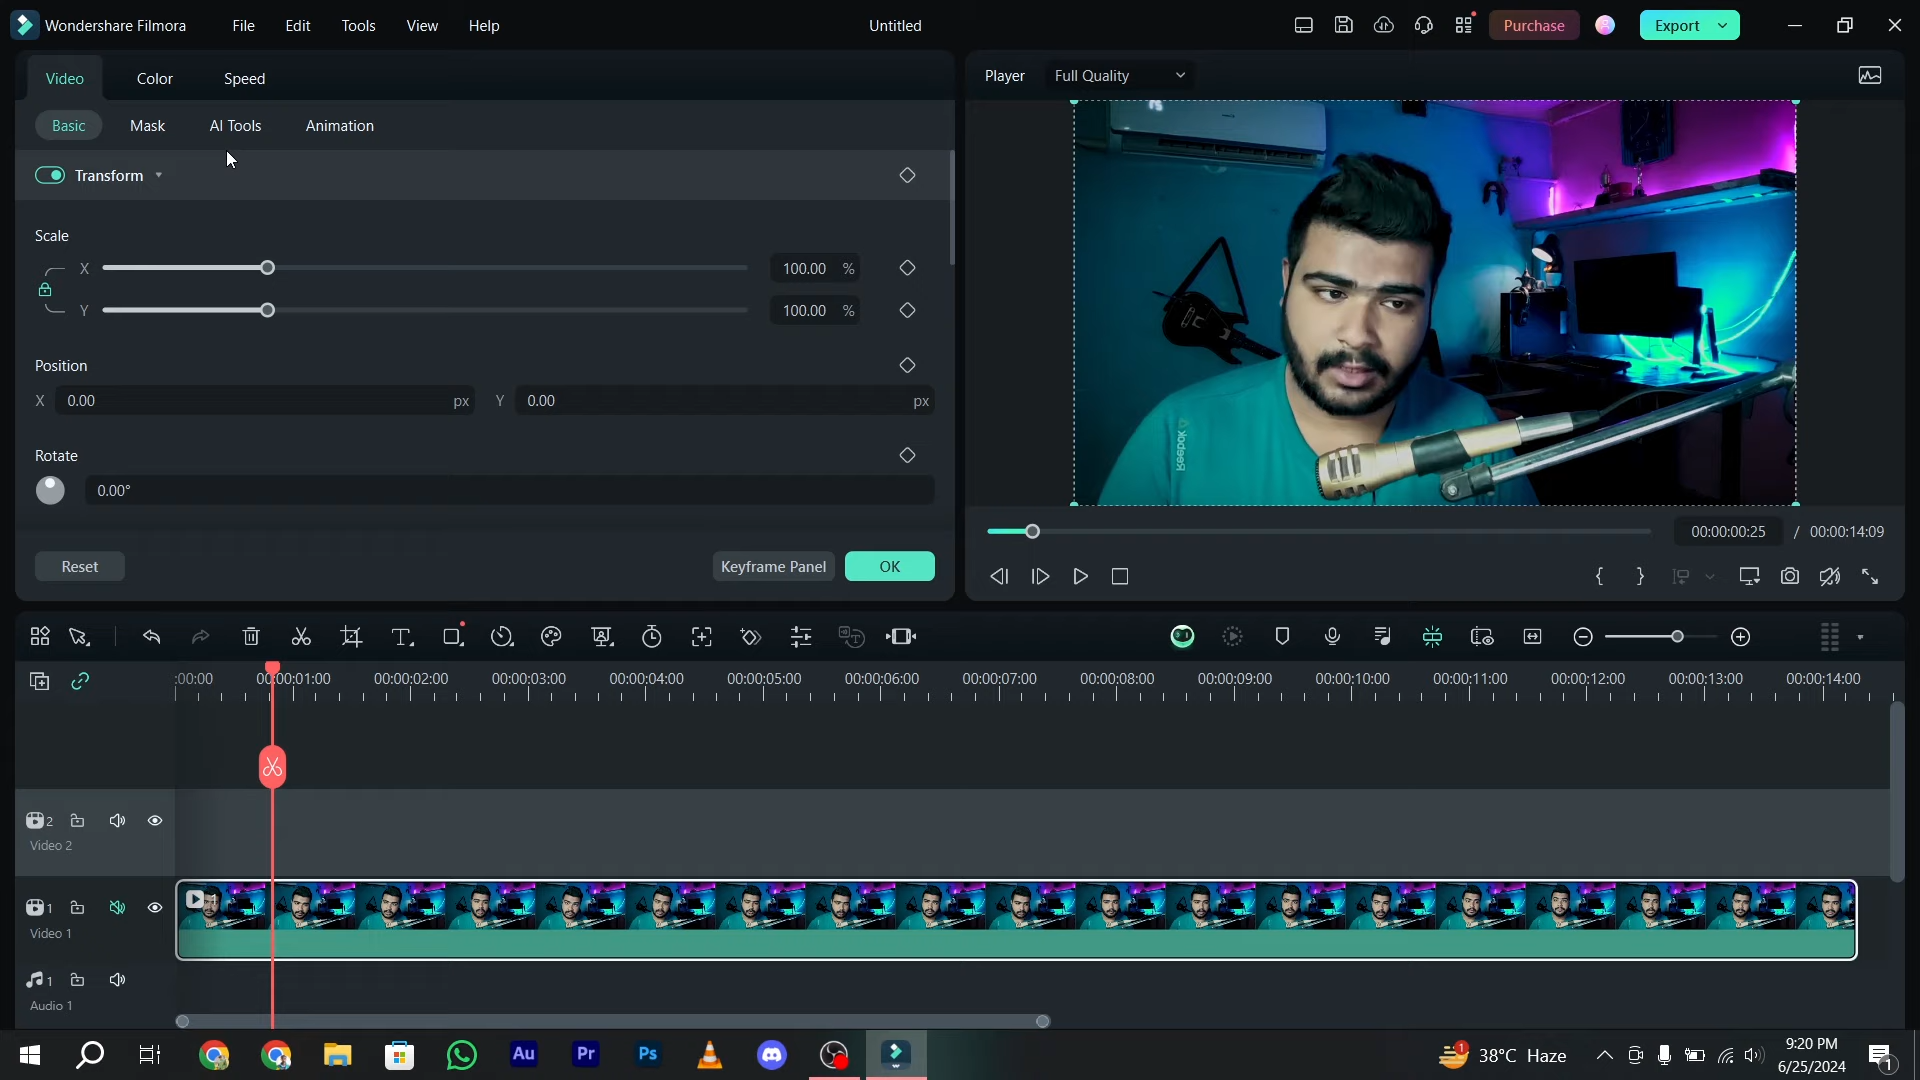 Wondershare Filmora File Edit Tools View Help Untitled Purchase Export
Video Color Speed
Player Full Quality
Basic Mask AI Tools Animation
Transform
Scale
X 100.00 %
Y 100.00 %
Position
X 0.00 px Y 0.00 px
Rotate
0.00°
Reebok
00:00:00:25 / 00:00:14:09
Reset Keyframe Panel OK
:00:00 00:00:01:00 00:00:02:00 00:00:03:00 00:00:04:00 00:00:05:00 00:00:06:00 00:00:07:00 00:00:08:00 00:00:09:00 00:00:10:00 00:00:11:00 00:00:12:00 00:00:13:00 00:00:14:00
2
Video 2
1
Video 1
1
Audio 1
Au Pr Ps
1 38°C Haze
9:20 PM
6/25/2024
1